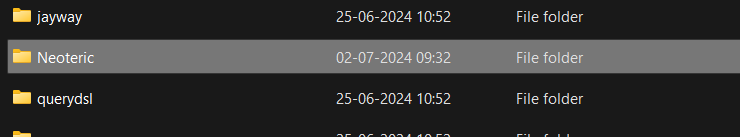 jayway 25-06-2024 10:52 File folder
Neoteric 02-07-2024 09:32 File folder
querydsl 25-06-2024 10:52 File folder